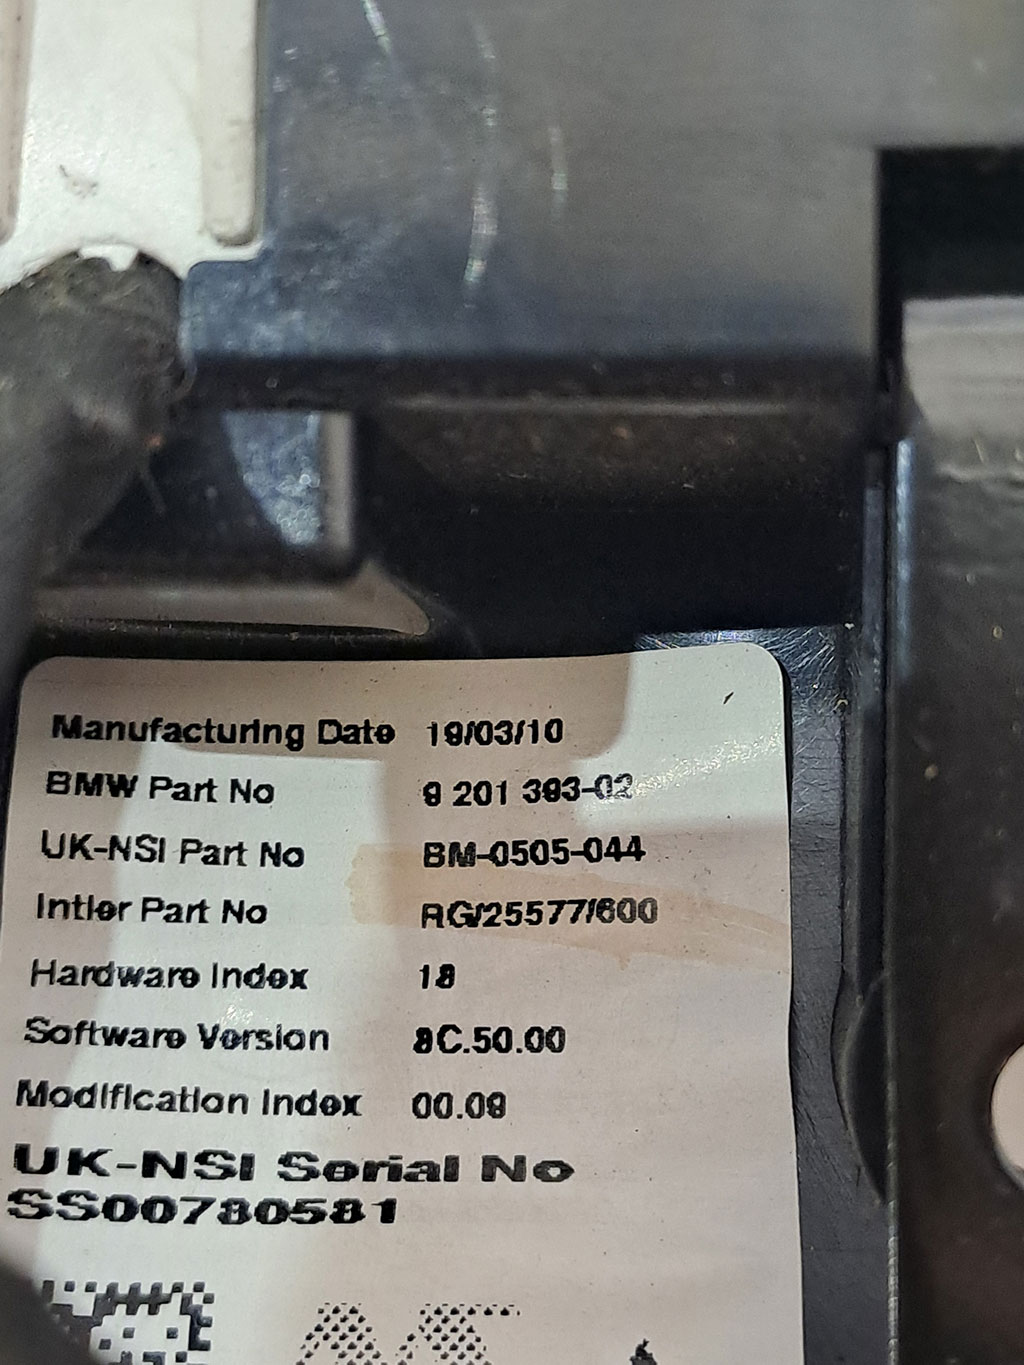 Manufacturing Date 19/03/10
BMW Part No 9 201 393-02
UK-NSI Part No BM-0505-044
Intier Part No RG/25577/600
Hardware Index 18
Software Version 8C.50.00
Modification Index 00.09
UK-NSI Serial No
SS00780581